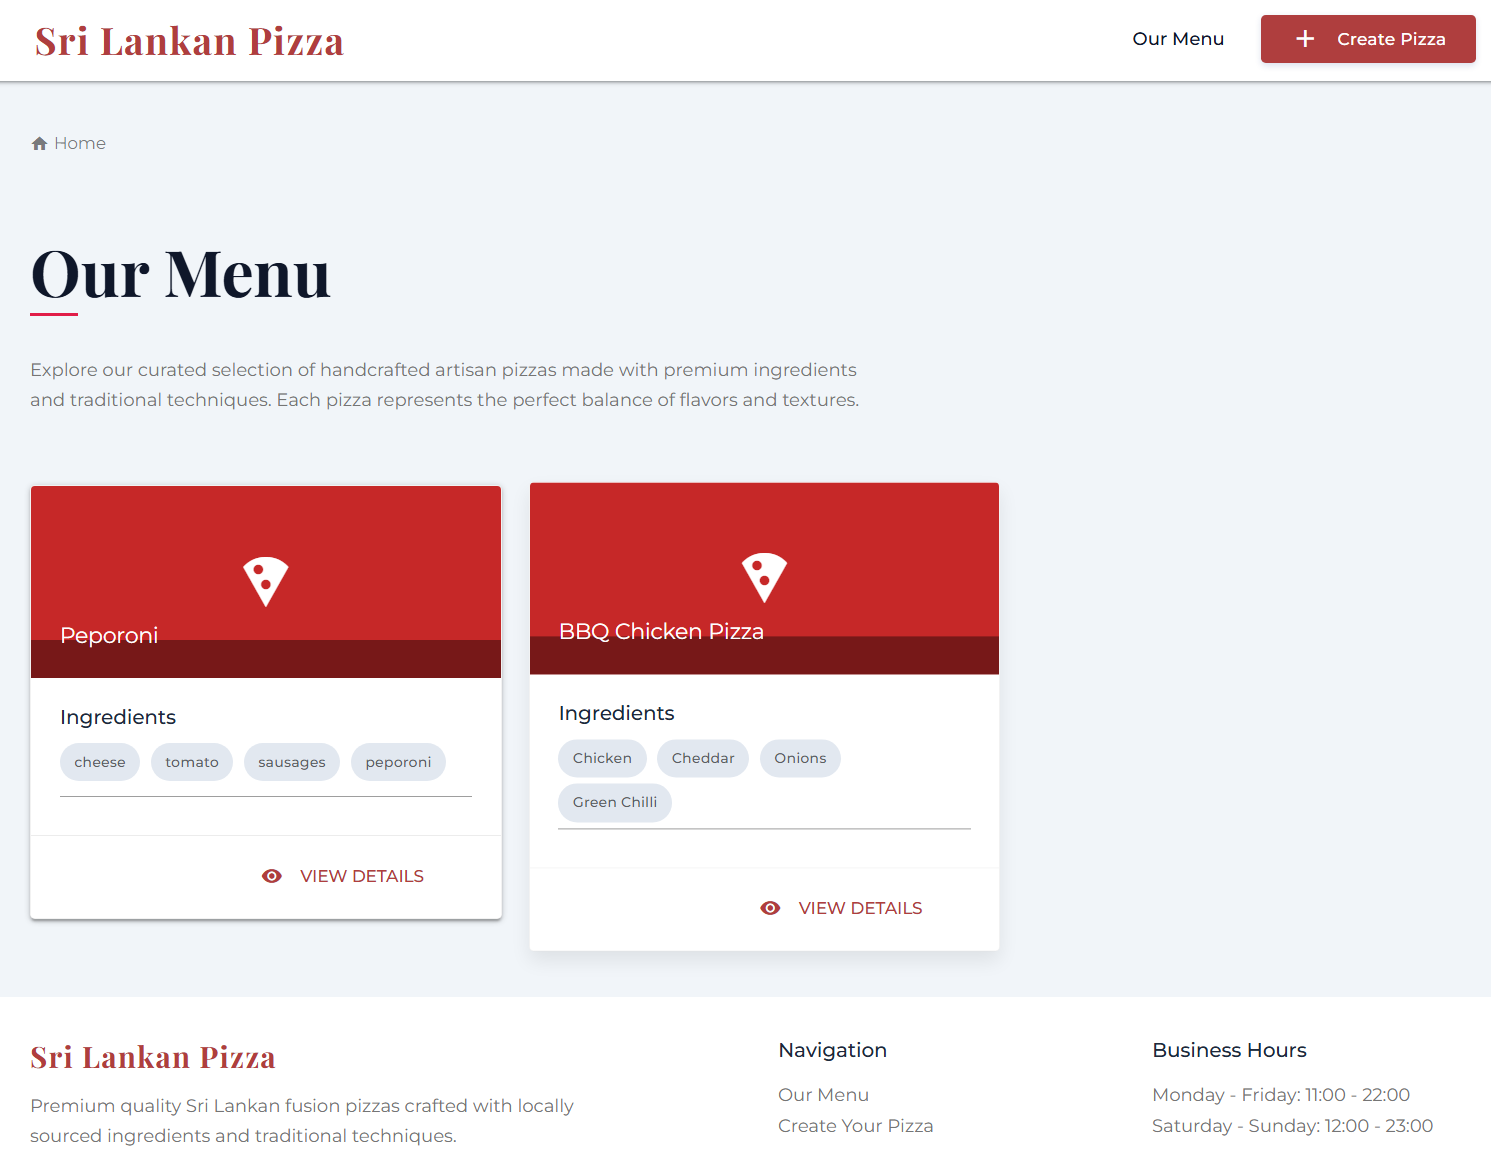 Sri Lankan Pizza
Our Menu
Create Pizza
Home
Our Menu
Explore our curated selection of handcrafted artisan pizzas made with premium ingredients
and traditional techniques. Each pizza represents the perfect balance of flavors and textures.
Peporoni
Ingredients
cheese tomato sausages peporoni
VIEW DETAILS
BBQ Chicken Pizza
Ingredients
Chicken Cheddar Onions
Green Chilli
VIEW DETAILS
Sri Lankan Pizza
Premium quality Sri Lankan fusion pizzas crafted with locally
sourced ingredients and traditional techniques.
Navigation
Our Menu
Create Your Pizza
Business Hours
Monday - Friday: 11:00 - 22:00
Saturday - Sunday: 12:00 - 23:00